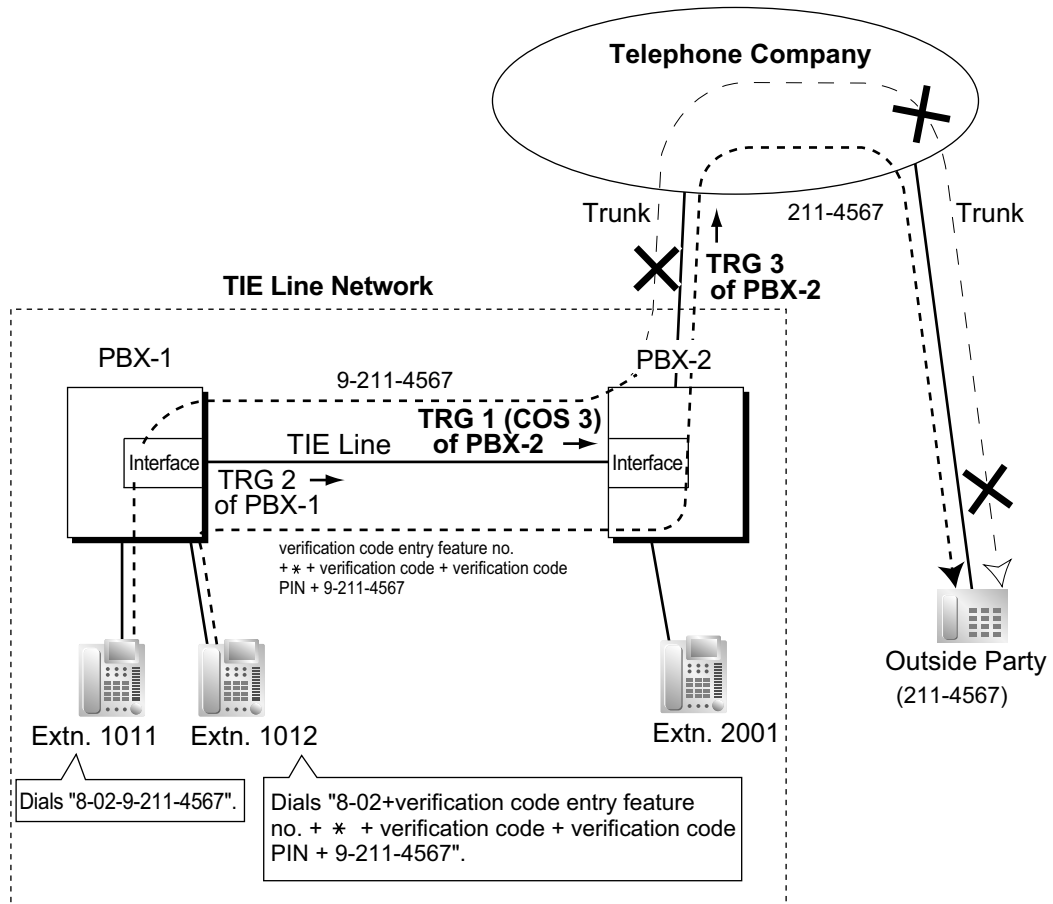 Telephone Company
Trunk
211-4567
Trunk
TRG 3
of PBX-2
TIE Line Network
PBX-1
PBX-2
9-211-4567
TRG 1 (COS 3)
of PBX-2
TIE Line
Interface
Interface
TRG 2
of PBX-1
verification code entry feature no.
+ * + verification code + verification code
PIN + 9-211-4567
Outside Party
(211-4567)
Extn. 1011
Extn. 1012
Extn. 2001
Dials "8-02-9-211-4567".
Dials "8-02+verification code entry feature
no. + * + verification code + verification code
PIN + 9-211-4567".